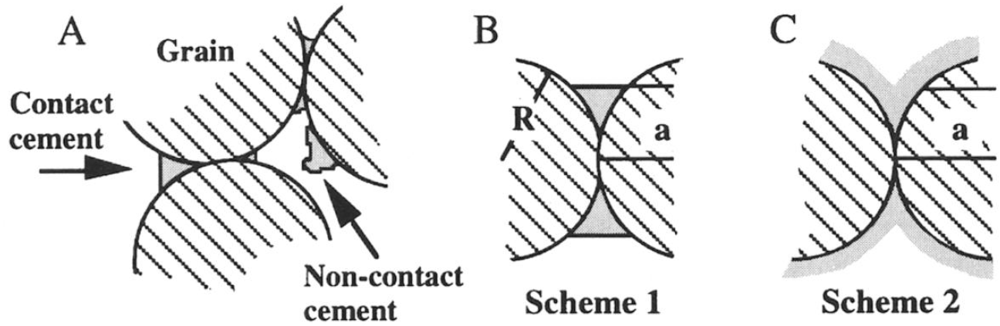 A
Grain
Contact
cement
Non-contact
cement
B
R
a
Scheme 1
C
a
Scheme 2